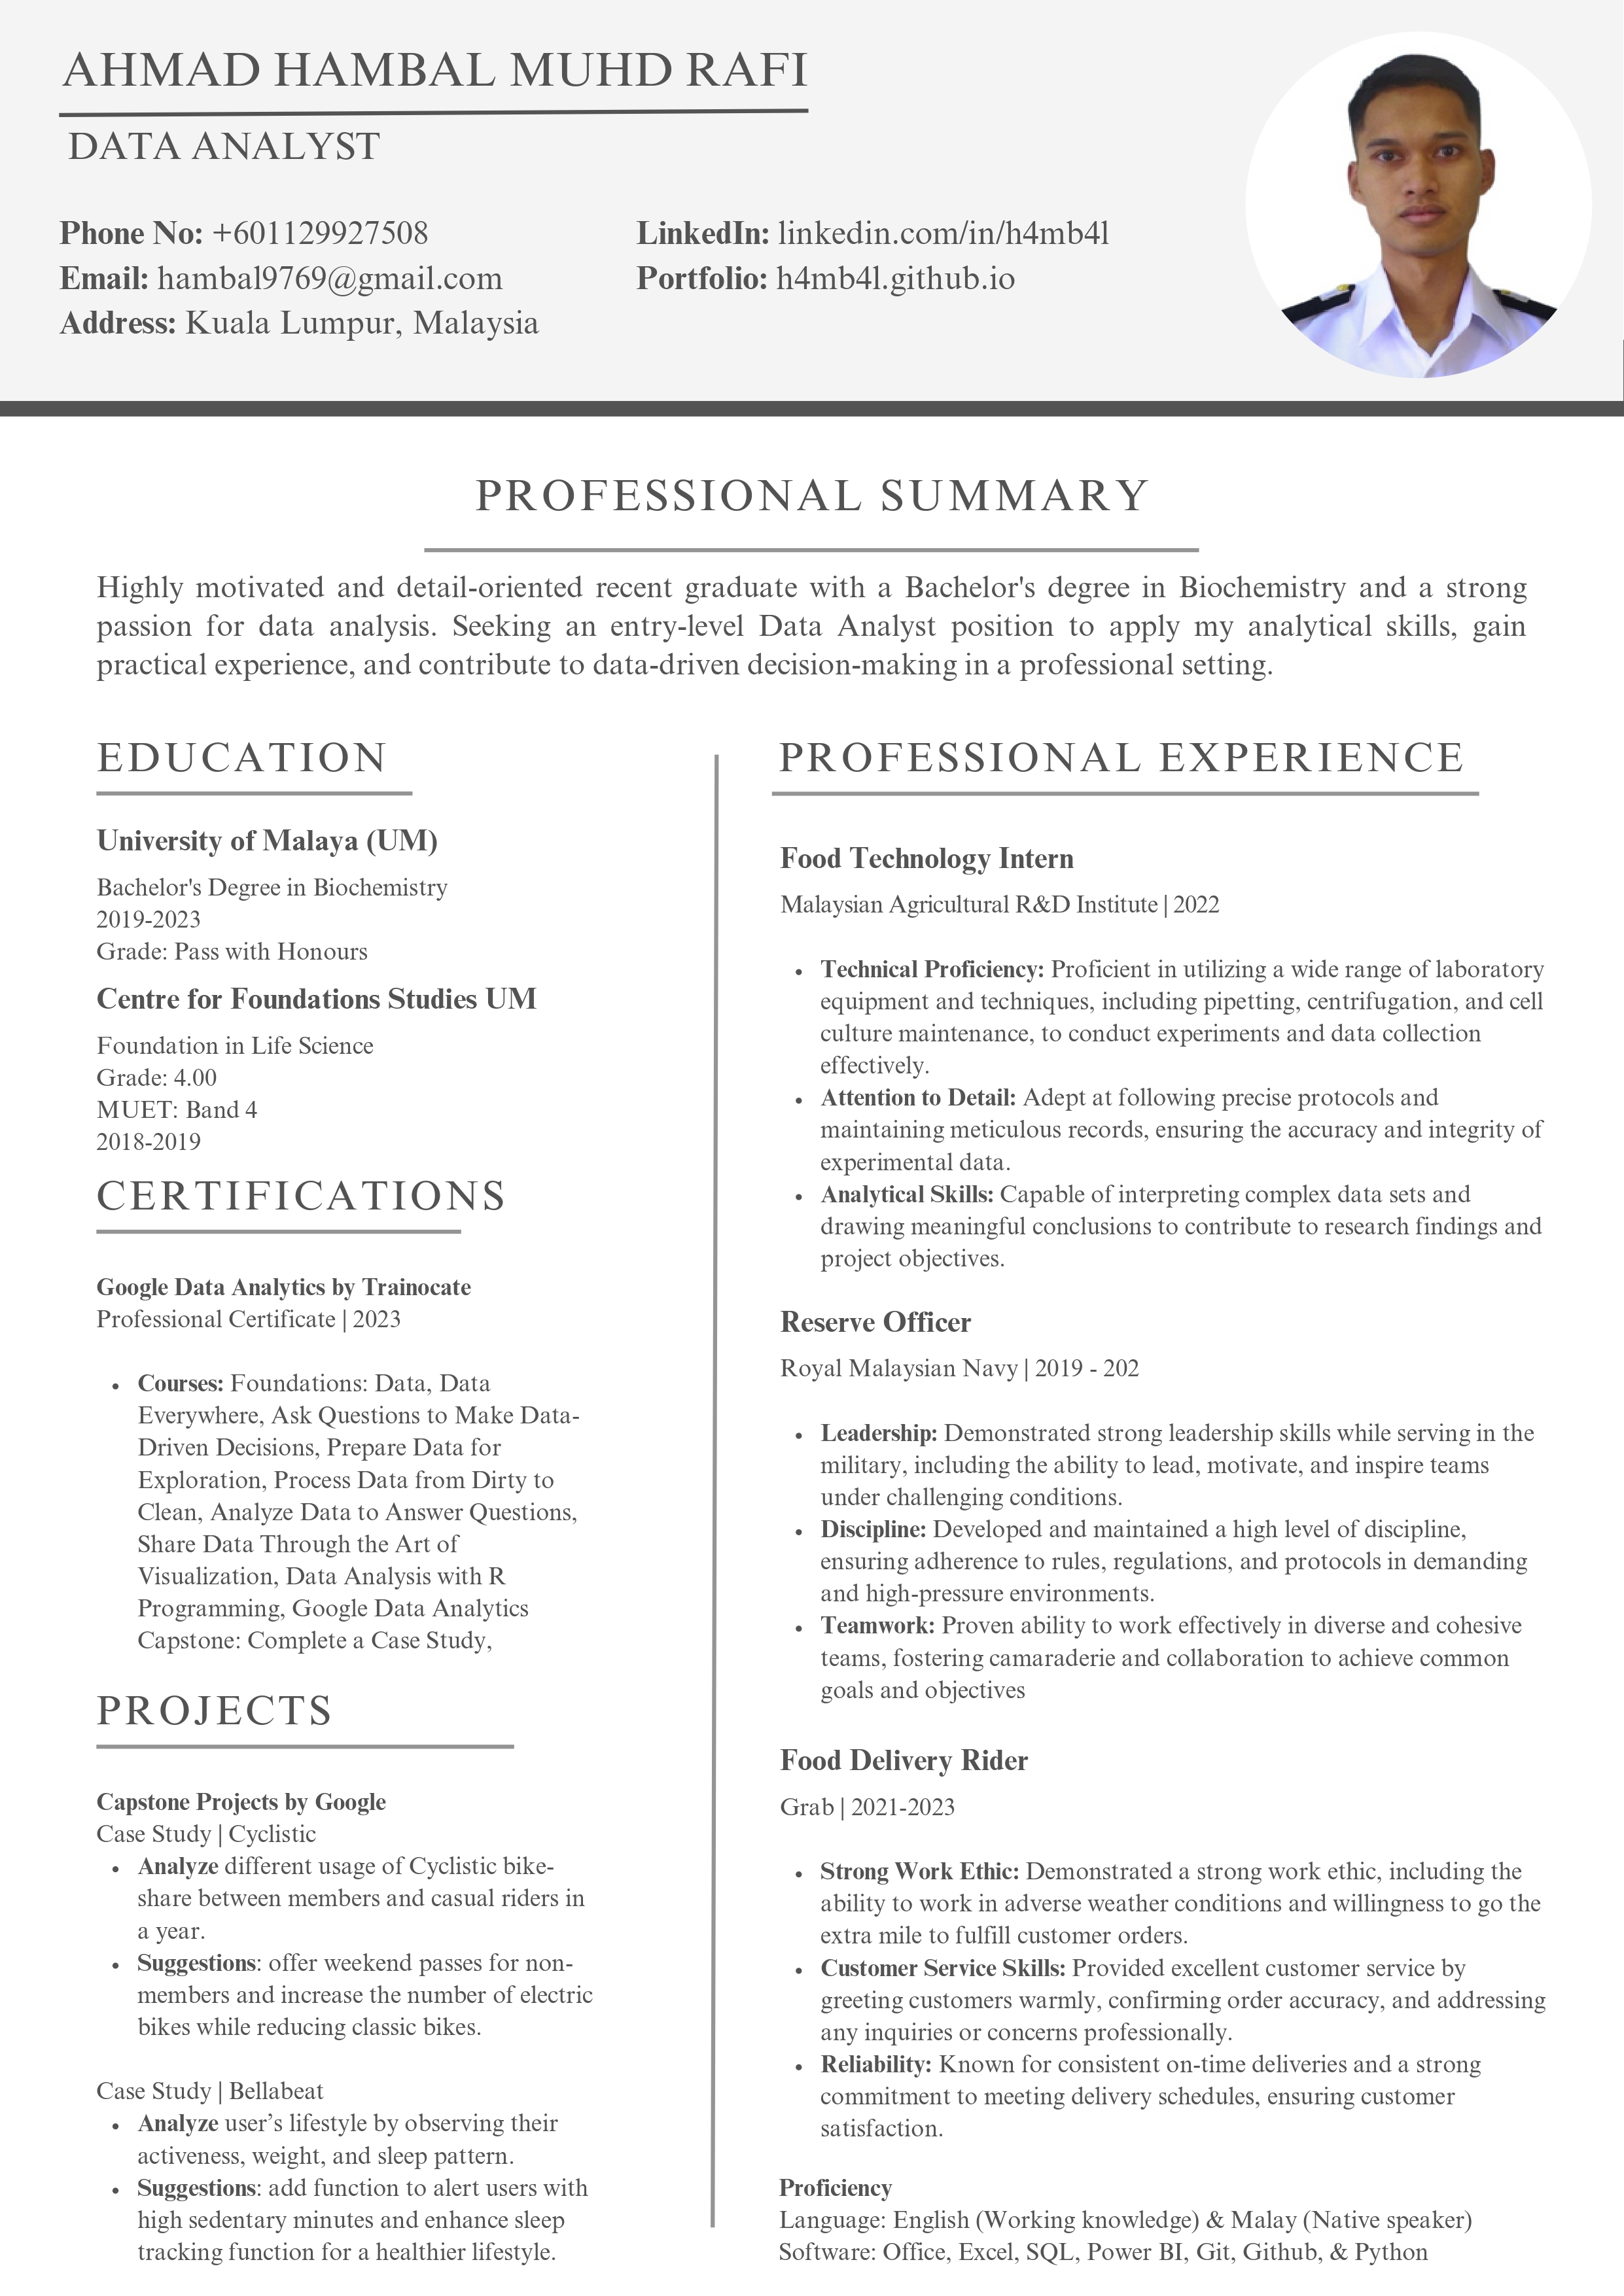 AHMAD HAMBAL MUHD RAFI
DATA ANALYST
Phone No: +601129927508
Email: hambal9769@gmail.com
Address: Kuala Lumpur, Malaysia
LinkedIn: linkedin.com/in/h4mb4l
Portfolio: h4mb4l.github.io
PROFESSIONAL SUMMARY
Highly motivated and detail-oriented recent graduate with a Bachelor's degree in Biochemistry and a strong
passion for data analysis. Seeking an entry-level Data Analyst position to apply my analytical skills, gain
practical experience, and contribute to data-driven decision-making in a professional setting.
EDUCATION
University of Malaya (UM)
Bachelor's Degree in Biochemistry
2019-2023
Grade: Pass with Honours
Centre for Foundations Studies UM
Foundation in Life Science
Grade: 4.00
MUET: Band 4
2018-2019
CERTIFICATIONS
Google Data Analytics by Trainocate
Professional Certificate | 2023
• Courses: Foundations: Data, Data
Everywhere, Ask Questions to Make Data-
Driven Decisions, Prepare Data for
Exploration, Process Data from Dirty to
Clean, Analyze Data to Answer Questions,
Share Data Through the Art of
Visualization, Data Analysis with R
Programming, Google Data Analytics
Capstone: Complete a Case Study,
PROJECTS
Capstone Projects by Google
Case Study | Cyclistic
• Analyze different usage of Cyclistic bike-
share between members and casual riders in
a year.
• Suggestions: offer weekend passes for non-
members and increase the number of electric
bikes while reducing classic bikes.
Case Study | Bellabeat
• Analyze user’s lifestyle by observing their
activeness, weight, and sleep pattern.
• Suggestions: add function to alert users with
high sedentary minutes and enhance sleep
tracking function for a healthier lifestyle.
PROFESSIONAL EXPERIENCE
Food Technology Intern
Malaysian Agricultural R&D Institute | 2022
• Technical Proficiency: Proficient in utilizing a wide range of laboratory
equipment and techniques, including pipetting, centrifugation, and cell
culture maintenance, to conduct experiments and data collection
effectively.
• Attention to Detail: Adept at following precise protocols and
maintaining meticulous records, ensuring the accuracy and integrity of
experimental data.
• Analytical Skills: Capable of interpreting complex data sets and
drawing meaningful conclusions to contribute to research findings and
project objectives.
Reserve Officer
Royal Malaysian Navy | 2019 - 202
• Leadership: Demonstrated strong leadership skills while serving in the
military, including the ability to lead, motivate, and inspire teams
under challenging conditions.
• Discipline: Developed and maintained a high level of discipline,
ensuring adherence to rules, regulations, and protocols in demanding
and high-pressure environments.
• Teamwork: Proven ability to work effectively in diverse and cohesive
teams, fostering camaraderie and collaboration to achieve common
goals and objectives
Food Delivery Rider
Grab | 2021-2023
• Strong Work Ethic: Demonstrated a strong work ethic, including the
ability to work in adverse weather conditions and willingness to go the
extra mile to fulfill customer orders.
• Customer Service Skills: Provided excellent customer service by
greeting customers warmly, confirming order accuracy, and addressing
any inquiries or concerns professionally.
• Reliability: Known for consistent on-time deliveries and a strong
commitment to meeting delivery schedules, ensuring customer
satisfaction.
Proficiency
Language: English (Working knowledge) & Malay (Native speaker)
Software: Office, Excel, SQL, Power BI, Git, Github, & Python